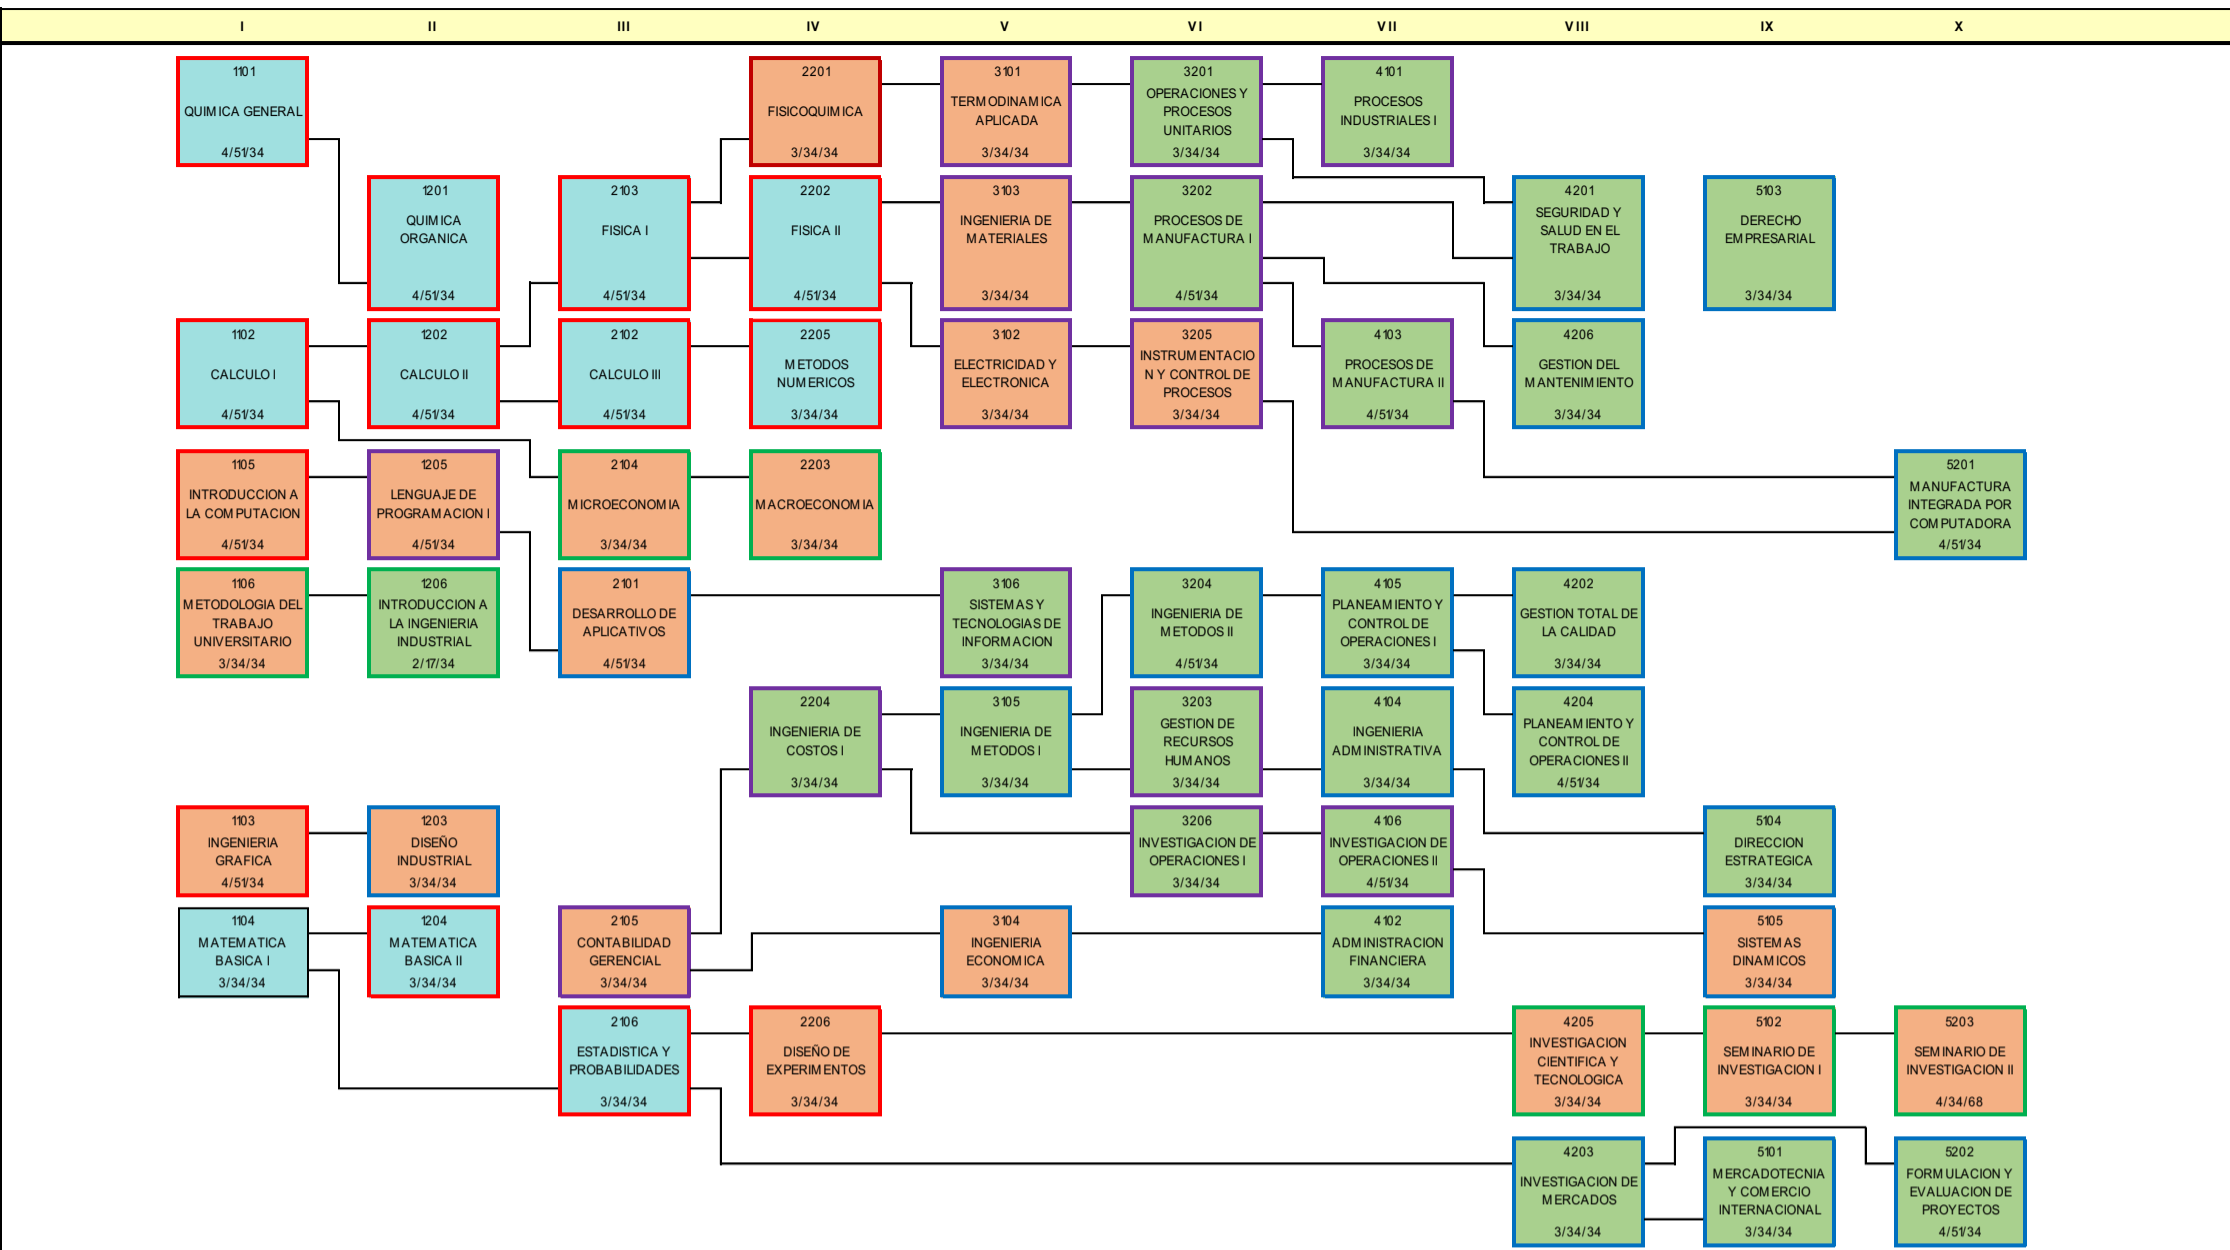 I II III IV V VI VII VIII IX X
1101
QUIMICA GENERAL
4/51/34
2201
FISICOQUIMICA
3/34/34
3101
TERMODINAMICA
APLICADA
3/34/34
3201
OPERACIONES Y
PROCESOS
UNITARIOS
3/34/34
4101
PROCESOS
INDUSTRIALES I
3/34/34
1201
QUIMICA
ORGANICA
4/51/34
2103
FISICA I
4/51/34
2202
FISICA II
4/51/34
3103
INGENIERIA DE
MATERIALES
3/34/34
3202
PROCESOS DE
MANUFACTURA I
4/51/34
4201
SEGURIDAD Y
SALUD EN EL
TRABAJO
3/34/34
5103
DERECHO
EMPRESARIAL
3/34/34
1102
CALCULO I
4/51/34
1202
CALCULO II
4/51/34
2102
CALCULO III
4/51/34
2205
METODOS
NUMERICOS
3/34/34
3102
ELECTRICIDAD Y
ELECTRONICA
3/34/34
3205
INSTRUMENTACIO
N Y CONTROL DE
PROCESOS
3/34/34
4103
PROCESOS DE
MANUFACTURA II
4/51/34
4206
GESTION DEL
MANTENIMIENTO
3/34/34
1105
INTRODUCCION A
LA COMPUTACION
4/51/34
1205
LENGUAJE DE
PROGRAMACION I
4/51/34
2104
MICROECONOMIA
3/34/34
2203
MACROECONOMIA
3/34/34
5201
MANUFACTURA
INTEGRADA POR
COMPUTADORA
4/51/34
1106
METODOLOGIA DEL
TRABAJO
UNIVERSITARIO
3/34/34
1206
INTRODUCCION A
LA INGENIERIA
INDUSTRIAL
2/17/34
2101
DESARROLLO DE
APLICATIVOS
4/51/34
3106
SISTEMAS Y
TECNOLOGIAS DE
INFORMACION
3/34/34
3204
INGENIERIA DE
METODOS II
4/51/34
4105
PLANEAMIENTO Y
CONTROL DE
OPERACIONES I
3/34/34
4202
GESTION TOTAL DE
LA CALIDAD
3/34/34
2204
INGENIERIA DE
COSTOS I
3/34/34
3105
INGENIERIA DE
METODOS I
3/34/34
3203
GESTION DE
RECURSOS
HUMANOS
3/34/34
4104
INGENIERIA
ADMINISTRATIVA
3/34/34
4204
PLANEAMIENTO Y
CONTROL DE
OPERACIONES II
4/51/34
1103
INGENIERIA
GRAFICA
4/51/34
1203
DISEÑO
INDUSTRIAL
3/34/34
3206
INVESTIGACION DE
OPERACIONES I
3/34/34
4106
INVESTIGACION DE
OPERACIONES II
4/51/34
5104
DIRECCION
ESTRATEGICA
3/34/34
1104
MATEMATICA
BASICA I
3/34/34
1204
MATEMATICA
BASICA II
3/34/34
2105
CONTABILIDAD
GERENCIAL
3/34/34
3104
INGENIERIA
ECONOMICA
3/34/34
4102
ADMINISTRACION
FINANCIERA
3/34/34
5105
SISTEMAS
DINAMICOS
3/34/34
2106
ESTADISTICA Y
PROBABILIDADES
3/34/34
2206
DISEÑO DE
EXPERIMENTOS
3/34/34
4205
INVESTIGACION
CIENTIFICA Y
TECNOLOGICA
3/34/34
5102
SEMINARIO DE
INVESTIGACION I
3/34/34
5203
SEMINARIO DE
INVESTIGACION II
4/34/68
4203
INVESTIGACION DE
MERCADOS
3/34/34
5101
MERCADOTECNIA
Y COMERCIO
INTERNACIONAL
3/34/34
5202
FORMULACION Y
EVALUACION DE
PROYECTOS
4/51/34